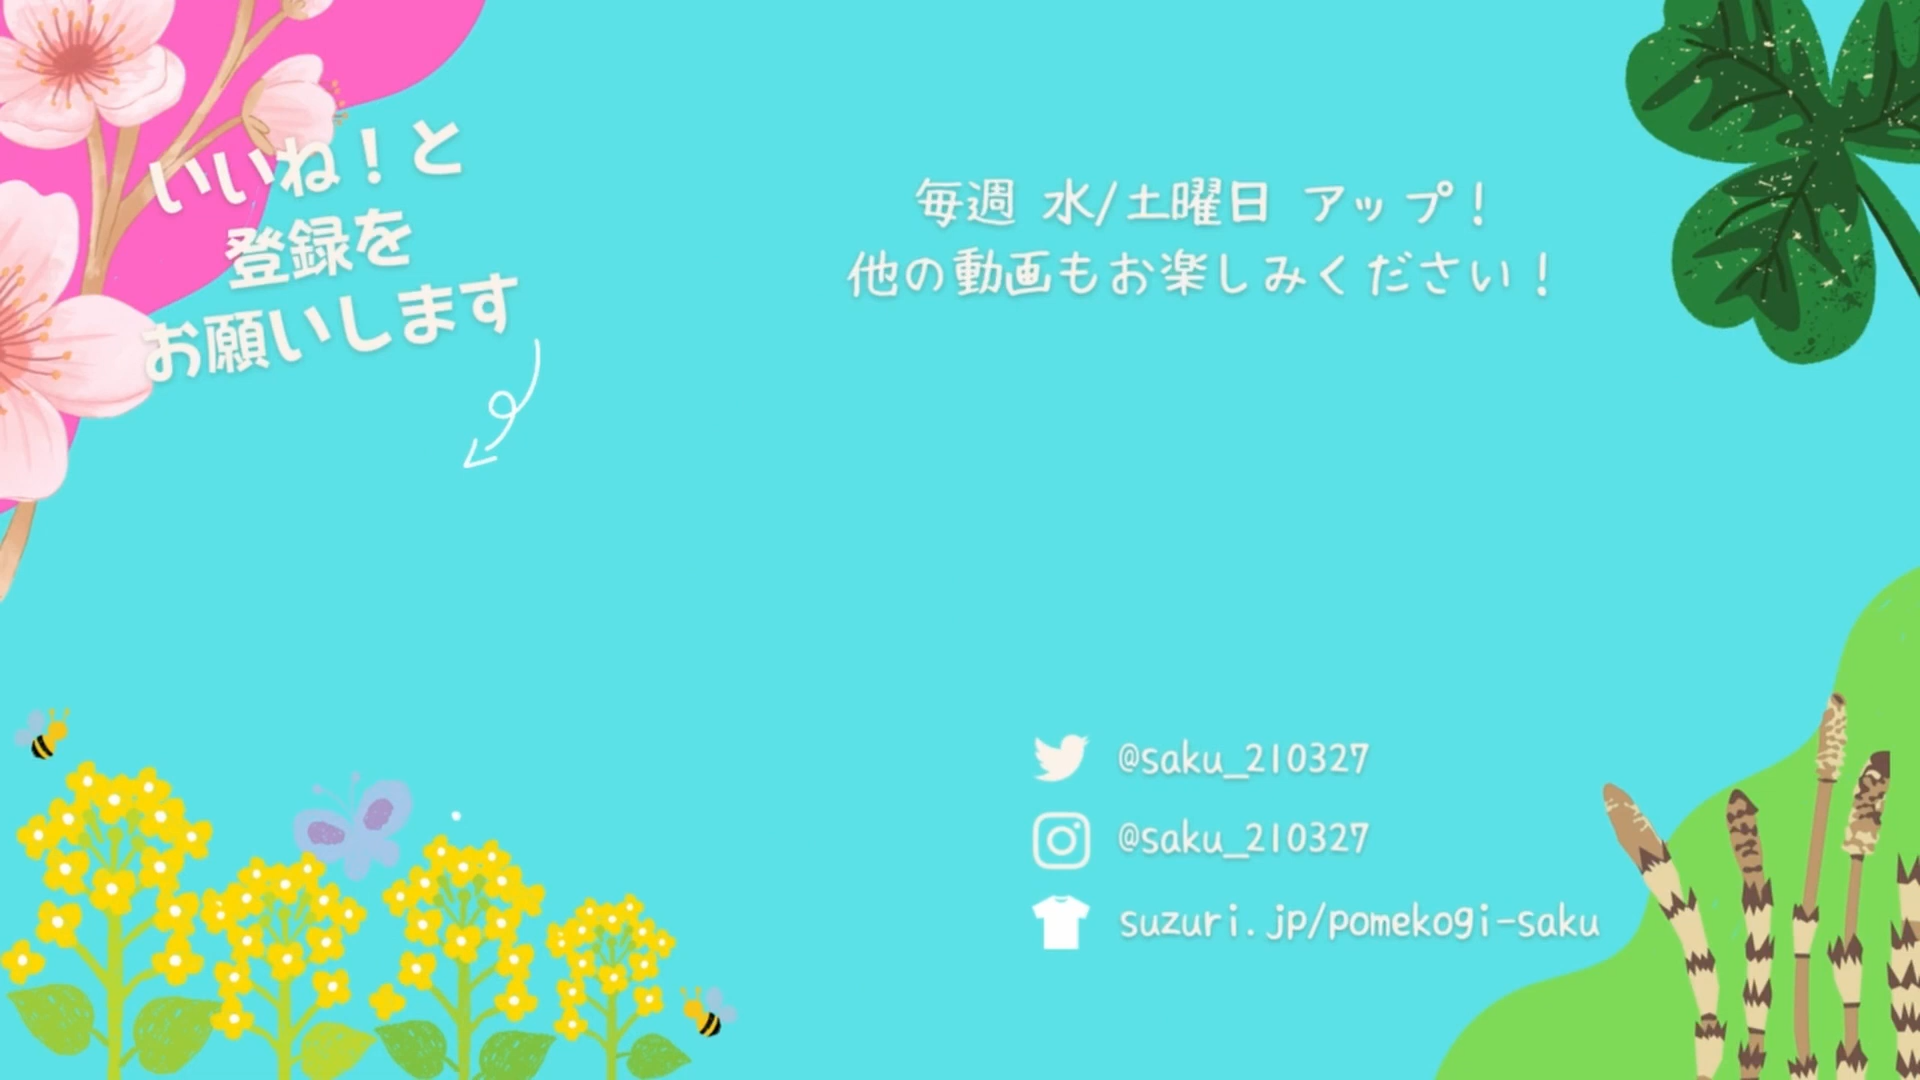 いいね！と
登録を
お願いします
毎週 水/土曜日 アップ！
他の動画もお楽しみください！
@saku_210327
@saku_210327
suzuri.jp/pomekogi-saku